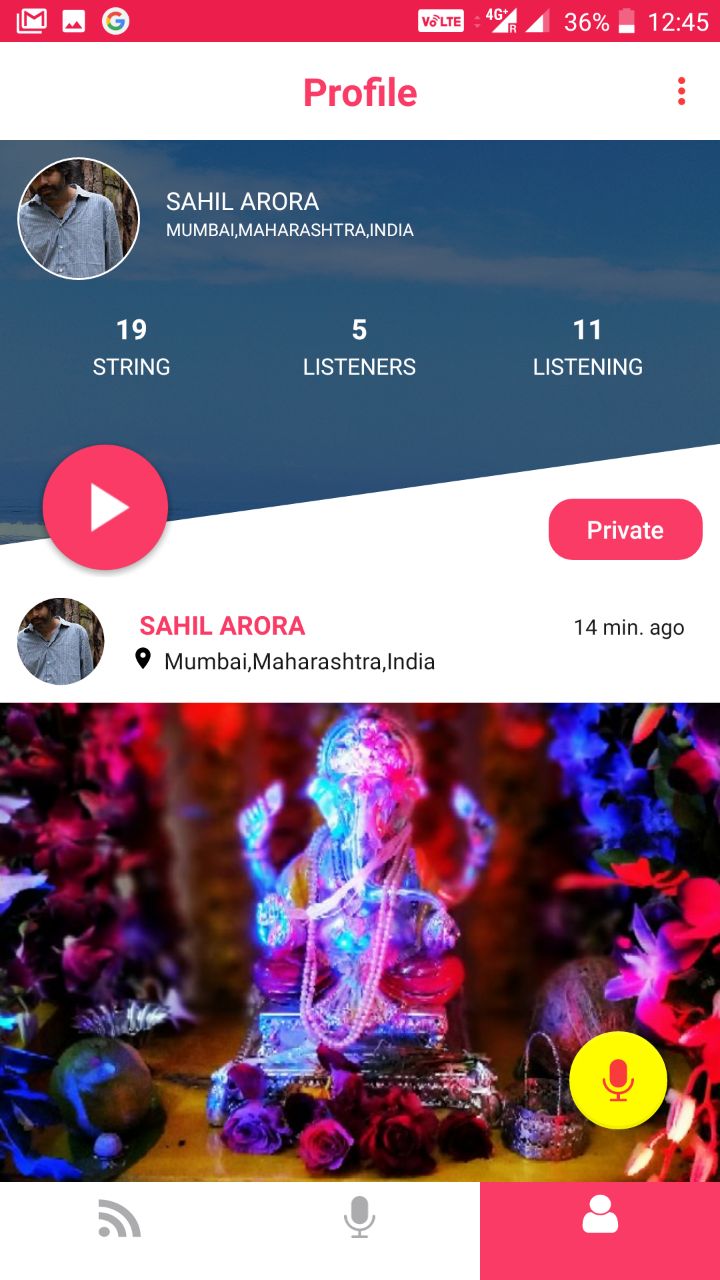 VoLTE 4G+ R 36% 12:45
Profile
SAHIL ARORA
MUMBAI,MAHARASHTRA,INDIA
19 5 11
STRING LISTENERS LISTENING
Private
SAHIL ARORA 14 min. ago
Mumbai,Maharashtra,India